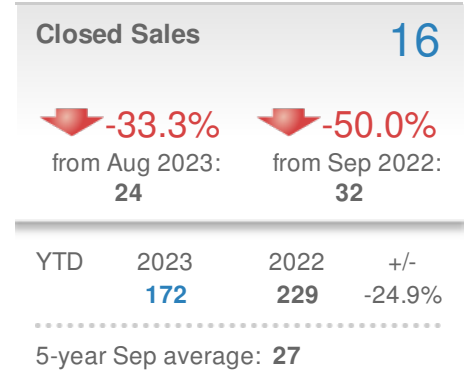 Closed Sales 16
-33.3% -50.0%
from Aug 2023: from Sep 2022:
24 32
YTD 2023 2022 +/-
172 229 -24.9%
5-year Sep average: 27